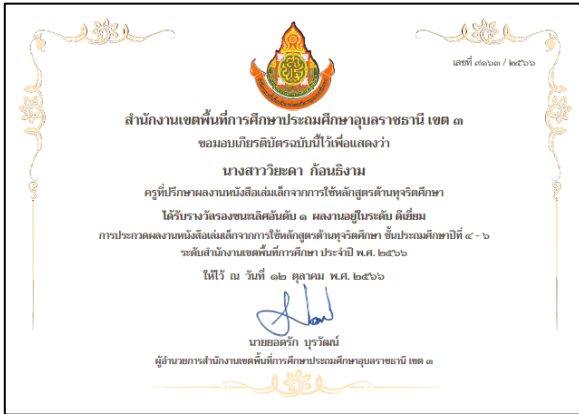 เลขที่ ๙๑๖๓ / ๒๕๖๖
สำนักงานเขตพื้นที่การศึกษาประถมศึกษาอุบลราชธานี เขต ๓
ขอมอบเกียรติบัตรฉบับนี้ไว้เพื่อแสดงว่า
นางสาววิยะดา ก้อนธิงาม
ครูที่ปรึกษาผลงานหนังสือเล่มเล็กจากการใช้หลักสูตรต้านทุจริตศึกษา
ได้รับรางวัลรองชนะเลิศอันดับ ๑ ผลงานอยู่ในระดับ ดีเยี่ยม
การประกวดผลงานหนังสือเล่มเล็กจากการใช้หลักสูตรต้านทุจริตศึกษา ชั้นประถมศึกษาปีที่ ๔ - ๖
ระดับสำนักงานเขตพื้นที่การศึกษา ประจำปี พ.ศ. ๒๕๖๖
ให้ไว้ ณ วันที่ ๑๒ ตุลาคม พ.ศ. ๒๕๖๖
นายยอดรัก บุรวัฒน์
ผู้อำนวยการสำนักงานเขตพื้นที่การศึกษาประถมศึกษาอุบลราชธานี เขต ๓